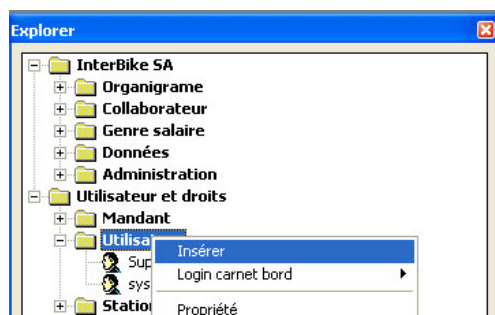 Explorer
InterBike SA
Organigrame
Collaborateur
Genre salaire
Données
Administration
Utilisateur et droits
Mandant
Insérer
Login carnet bord
Propriété